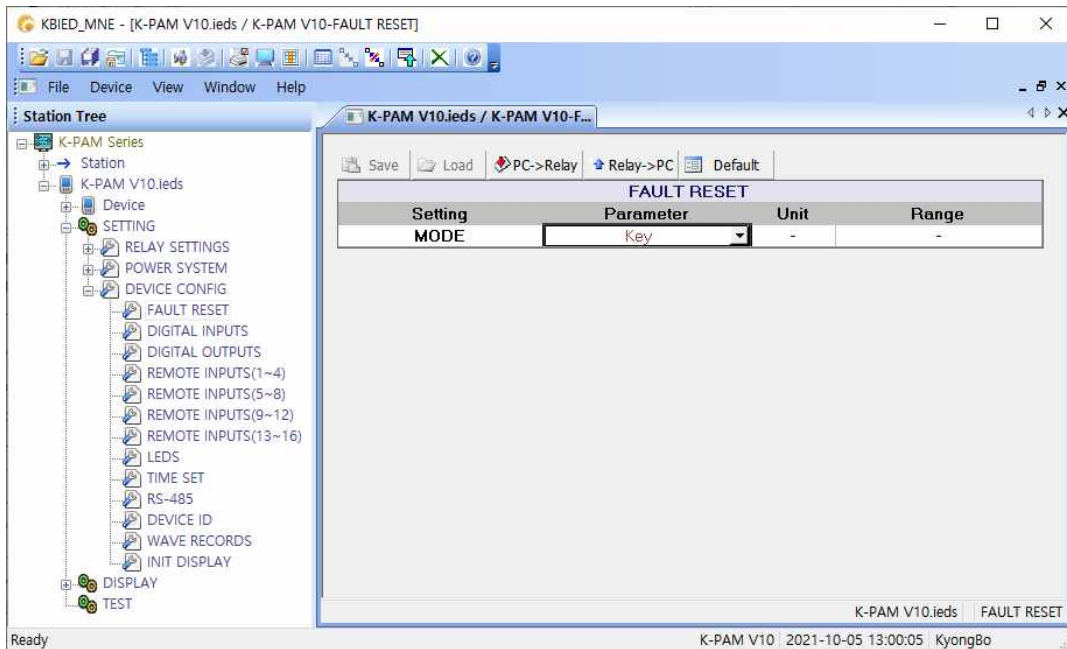 KBIED_MNE - [K-PAM V10.ieds / K-PAM V10-FAULT RESET]
File Device View Window Help
Station Tree
K-PAM Series
Station
K-PAM V10.ieds
Device
SETTING
RELAY SETTINGS
POWER SYSTEM
DEVICE CONFIG
FAULT RESET
DIGITAL INPUTS
DIGITAL OUTPUTS
REMOTE INPUTS(1~4)
REMOTE INPUTS(5~8)
REMOTE INPUTS(9~12)
REMOTE INPUTS(13~16)
LEDS
TIME SET
RS-485
DEVICE ID
WAVE RECORDS
INIT DISPLAY
DISPLAY
TEST
K-PAM V10.ieds / K-PAM V10-F...
Save Load PC->Relay Relay->PC Default
FAULT RESET
Setting Parameter Unit Range
MODE Key - -
K-PAM V10.ieds FAULT RESET
Ready K-PAM V10 2021-10-05 13:00:05 KyongBo